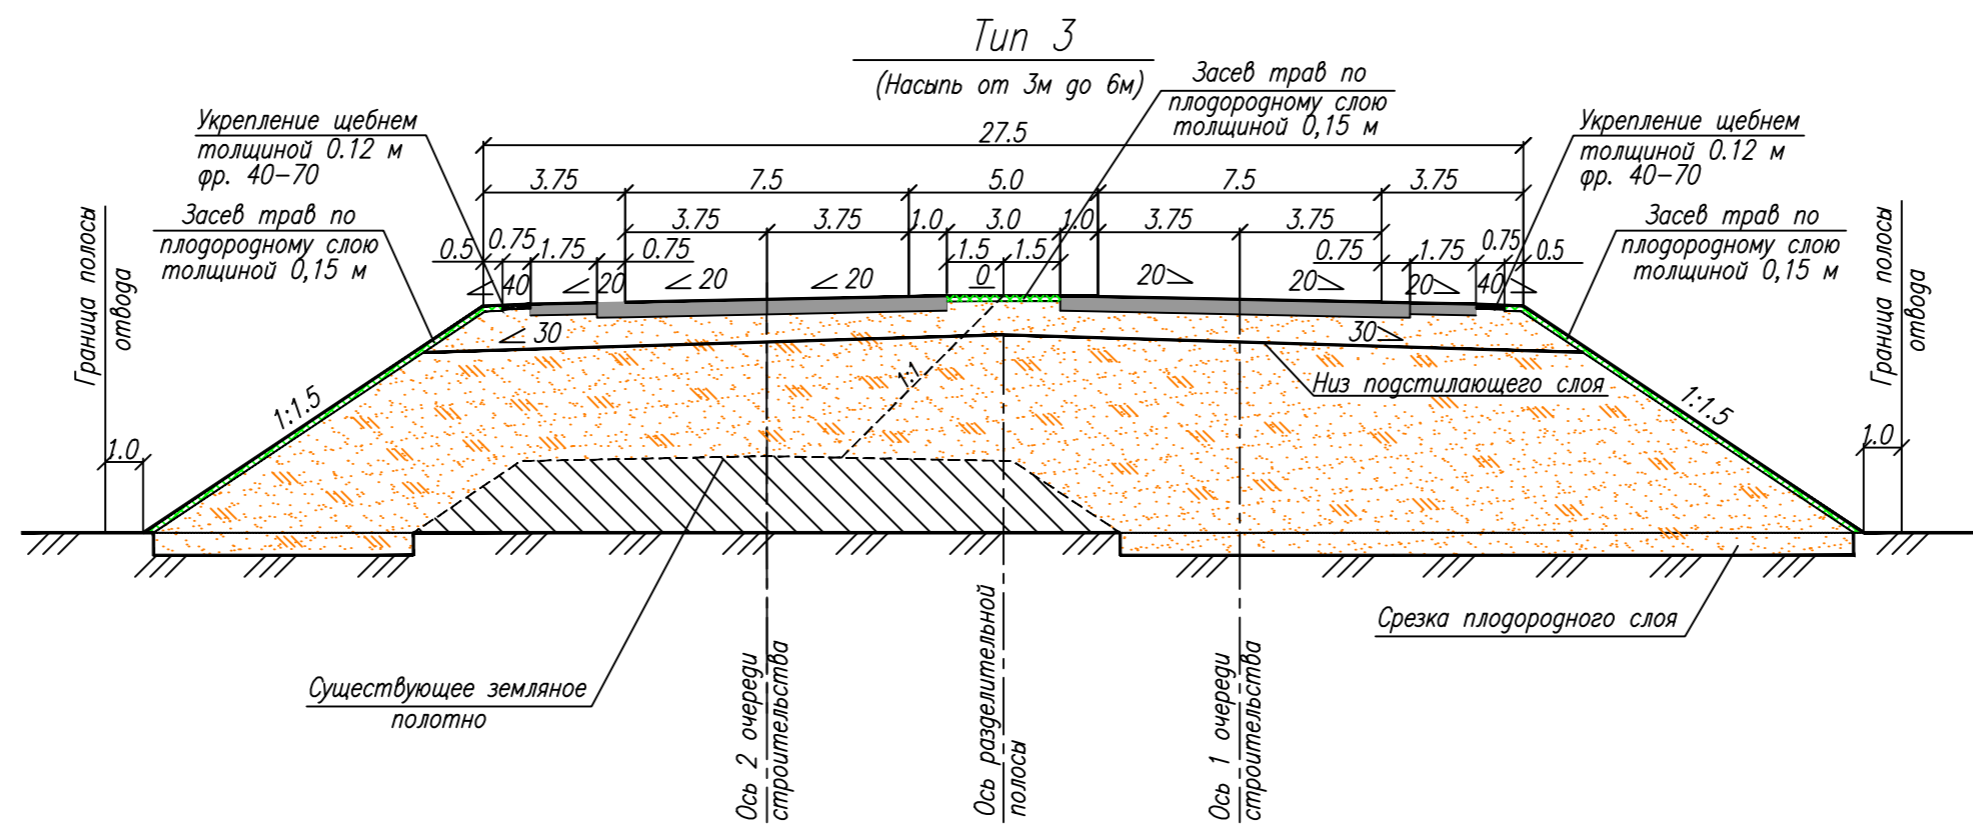 Тип 3
(Насыпь от 3м до 6м)
Засев трав по
плодородному слою
толщиной 0,15 м
Укрепление щебнем
толщиной 0.12 м
фр. 40-70
Укрепление щебнем
толщиной 0.12 м
фр. 40-70
27.5
3.75 7.5 5.0 7.5 3.75
Засев трав по
плодородному слою
толщиной 0,15 м
Засев трав по
плодородному слою
толщиной 0,15 м
3.75 3.75 1.0 3.0 1.0 3.75 3.75
0.5 0.75 1.75 0.75 1.5 1.5 0.75 1.75 0.75 0.5
40 20 20 20 0 20 20 20 40
30 30
Граница полосы
отвода
Граница полосы
отвода
1:1
Низ подстилающего слоя
1:1.5
1:1.5
1.0
1.0
Срезка плодородного слоя
Существующее земляное
полотно
Ось 2 очереди
строительства
Ось разделительной
полосы
Ось 1 очереди
строительства